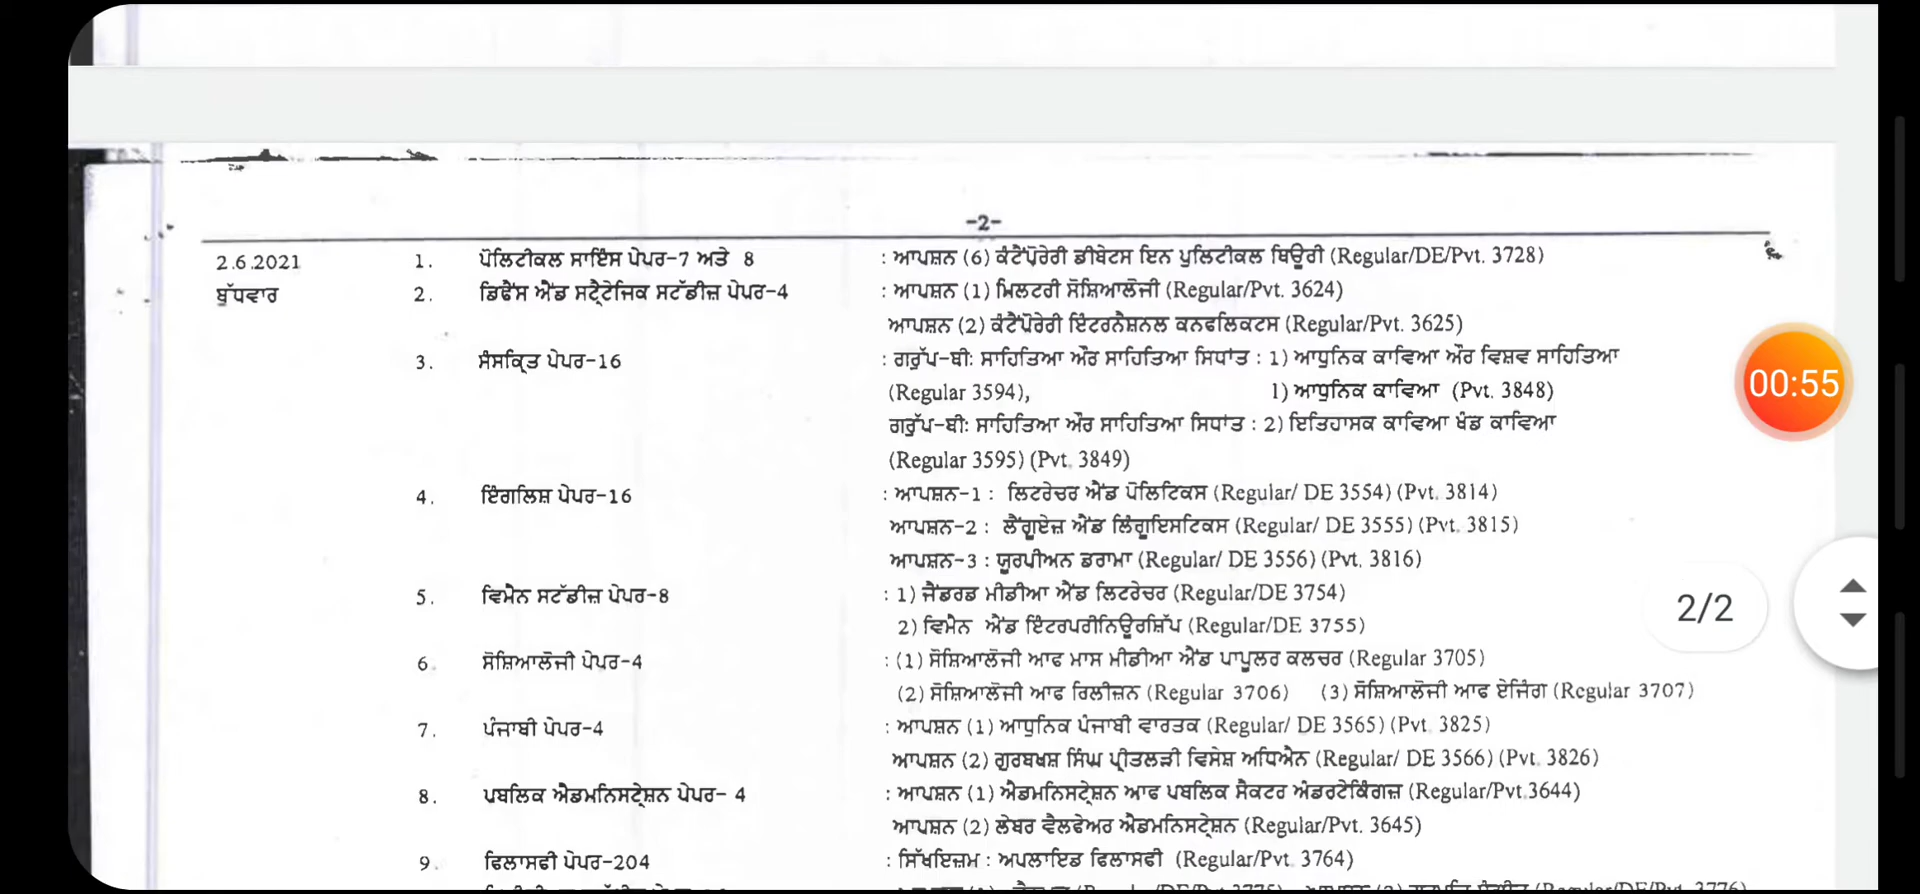 -2-
2.6.2021 1. ਪੋਲਿਟੀਕਲ ਸਾਇੰਸ ਪੇਪਰ-7 ਅਤੇ 8 : ਆਪਸ਼ਨ (6) ਕੰਟੈਂਪੋਰੇਰੀ ਡੀਬੇਟਸ ਇਨ ਪੁਲਿਟੀਕਲ ਥਿਊਰੀ (Regular/DE/Pvt. 3728)
ਬੁੱਧਵਾਰ 2. ਡਿਫੈਂਸ ਐਂਡ ਸਟ੍ਰੈਟੇਜਿਕ ਸਟੱਡੀਜ਼ ਪੇਪਰ-4 : ਆਪਸ਼ਨ (1) ਮਿਲਟਰੀ ਸੋਸ਼ਿਆਲੋਜੀ (Regular/Pvt. 3624)
ਆਪਸ਼ਨ (2) ਕੰਟੈਂਪੋਰੇਰੀ ਇੰਟਰਨੈਸ਼ਨਲ ਕਨਫਲਿਕਟਸ (Regular/Pvt. 3625)
3. ਸੰਸਕ੍ਰਿਤ ਪੇਪਰ-16 : ਗਰੁੱਪ-ਬੀ: ਸਾਹਿਤਿਆ ਔਰ ਸਾਹਿਤਿਆ ਸਿਧਾਂਤ : 1) ਆਧੁਨਿਕ ਕਾਵਿਆ ਔਰ ਵਿਸ਼ਵ ਸਾਹਿਤਿਆ
(Regular 3594), 1) ਆਧੁਨਿਕ ਕਾਵਿਆ (Pvt. 3848)
ਗਰੁੱਪ-ਬੀ: ਸਾਹਿਤਿਆ ਔਰ ਸਾਹਿਤਿਆ ਸਿਧਾਂਤ : 2) ਇਤਿਹਾਸਕ ਕਾਵਿਆ ਖੰਡ ਕਾਵਿਆ
(Regular 3595) (Pvt. 3849)
4. ਇੰਗਲਿਸ਼ ਪੇਪਰ-16 : ਆਪਸ਼ਨ-1 : ਲਿਟਰੇਚਰ ਐਂਡ ਪੋਲਿਟਿਕਸ (Regular/ DE 3554) (Pvt. 3814)
ਆਪਸ਼ਨ-2 : ਲੈਂਗੂਏਜ਼ ਐਂਡ ਲਿੰਗੂਇਸਟਿਕਸ (Regular/ DE 3555) (Pvt. 3815)
ਆਪਸ਼ਨ-3 : ਯੂਰਪੀਅਨ ਡਰਾਮਾ (Regular/ DE 3556) (Pvt. 3816)
5. ਵਿਮੈਨ ਸਟੱਡੀਜ਼ ਪੇਪਰ-8 : 1) ਜੈਂਡਰਡ ਮੀਡੀਆ ਐਂਡ ਲਿਟਰੇਚਰ (Regular/DE 3754)
2) ਵਿਮੈਨ ਐਂਡ ਇੰਟਰਪਰੀਨਿਊਰਸ਼ਿੱਪ (Regular/DE 3755)
6. ਸੋਸ਼ਿਆਲੋਜੀ ਪੇਪਰ-4 : (1) ਸੋਸ਼ਿਆਲੋਜੀ ਆਫ ਮਾਸ ਮੀਡੀਆ ਐਂਡ ਪਾਪੂਲਰ ਕਲਚਰ (Regular 3705)
(2) ਸੋਸ਼ਿਆਲੋਜੀ ਆਫ ਰਿਲੀਜ਼ਨ (Regular 3706) (3) ਸੋਸ਼ਿਆਲੋਜੀ ਆਫ ਏਜਿੰਗ (Regular 3707)
7. ਪੰਜਾਬੀ ਪੇਪਰ-4 : ਆਪਸ਼ਨ (1) ਆਧੁਨਿਕ ਪੰਜਾਬੀ ਵਾਰਤਕ (Regular/ DE 3565) (Pvt. 3825)
ਆਪਸ਼ਨ (2) ਗੁਰਬਖਸ਼ ਸਿੰਘ ਪ੍ਰੀਤਲੜੀ ਵਿਸੇਸ਼ ਅਧਿਐਨ (Regular/ DE 3566) (Pvt. 3826)
8. ਪਬਲਿਕ ਐਡਮਨਿਸਟ੍ਰੇਸ਼ਨ ਪੇਪਰ- 4 : ਆਪਸ਼ਨ (1) ਐਡਮਨਿਸਟ੍ਰੇਸ਼ਨ ਆਫ ਪਬਲਿਕ ਸੈਕਟਰ ਅੰਡਰਟੇਕਿੰਗਜ਼ (Regular/Pvt.3644)
ਆਪਸ਼ਨ (2) ਲੇਬਰ ਵੈਲਫੇਅਰ ਐਡਮਨਿਸਟ੍ਰੇਸ਼ਨ (Regular/Pvt. 3645)
9. ਫਿਲਾਸਫੀ ਪੇਪਰ-204 : ਸਿੱਖਇਜ਼ਮ : ਅਪਲਾਇਡ ਫਿਲਾਸਫੀ (Regular/Pvt. 3764)
00:55
2/2